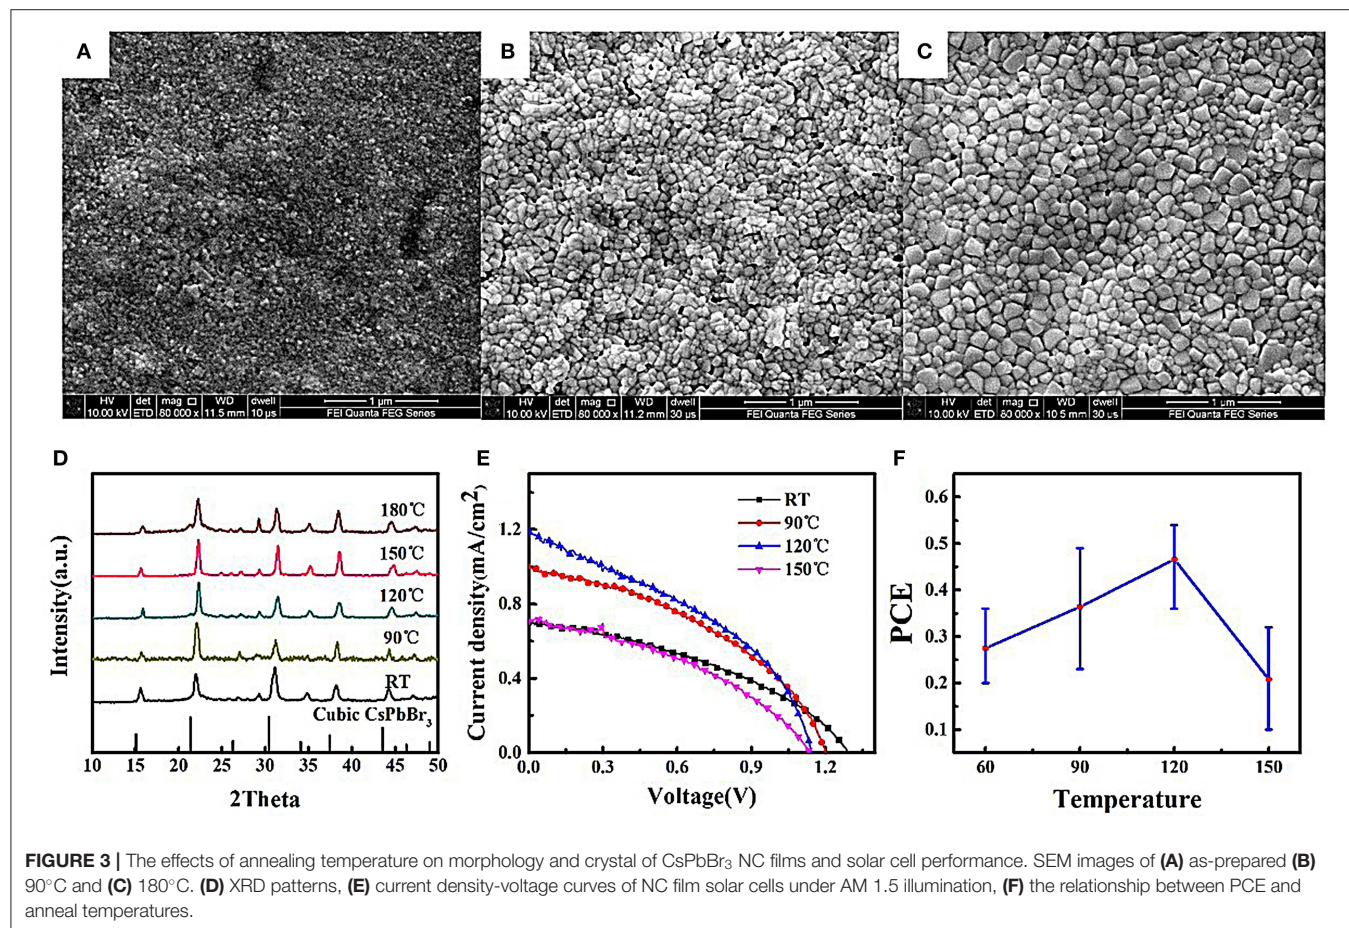 A
B
C
HV det mag □ WD dwell 1 µm
10.00 kV ETD 80 000 x 11.5 mm 10 µs FEI Quanta FEG Series
HV det mag □ WD dwell 1 µm
10.00 kV ETD 80 000 x 11.2 mm 30 µs FEI Quanta FEG Series
HV det mag □ WD dwell 1 µm
10.00 kV ETD 80 000 x 10.5 mm 30 us FEI Quanta FEG Series
D
180℃
150℃
120℃
90℃
RT
Cubic CsPbBr3
Intensity(a.u.)
10 15 20 25 30 35 40 45 50
2Theta
E
RT
90℃
120℃
150℃
Current density(mA/cm2)
1.2
0.8
0.4
0.0
0.0 0.3 0.6 0.9 1.2
Voltage(V)
F
PCE
0.6
0.5
0.4
0.3
0.2
0.1
60 90 120 150
Temperature
FIGURE 3 | The effects of annealing temperature on morphology and crystal of CsPbBr3 NC films and solar cell performance. SEM images of (A) as-prepared (B)
90°C and (C) 180°C. (D) XRD patterns, (E) current density-voltage curves of NC film solar cells under AM 1.5 illumination, (F) the relationship between PCE and
anneal temperatures.